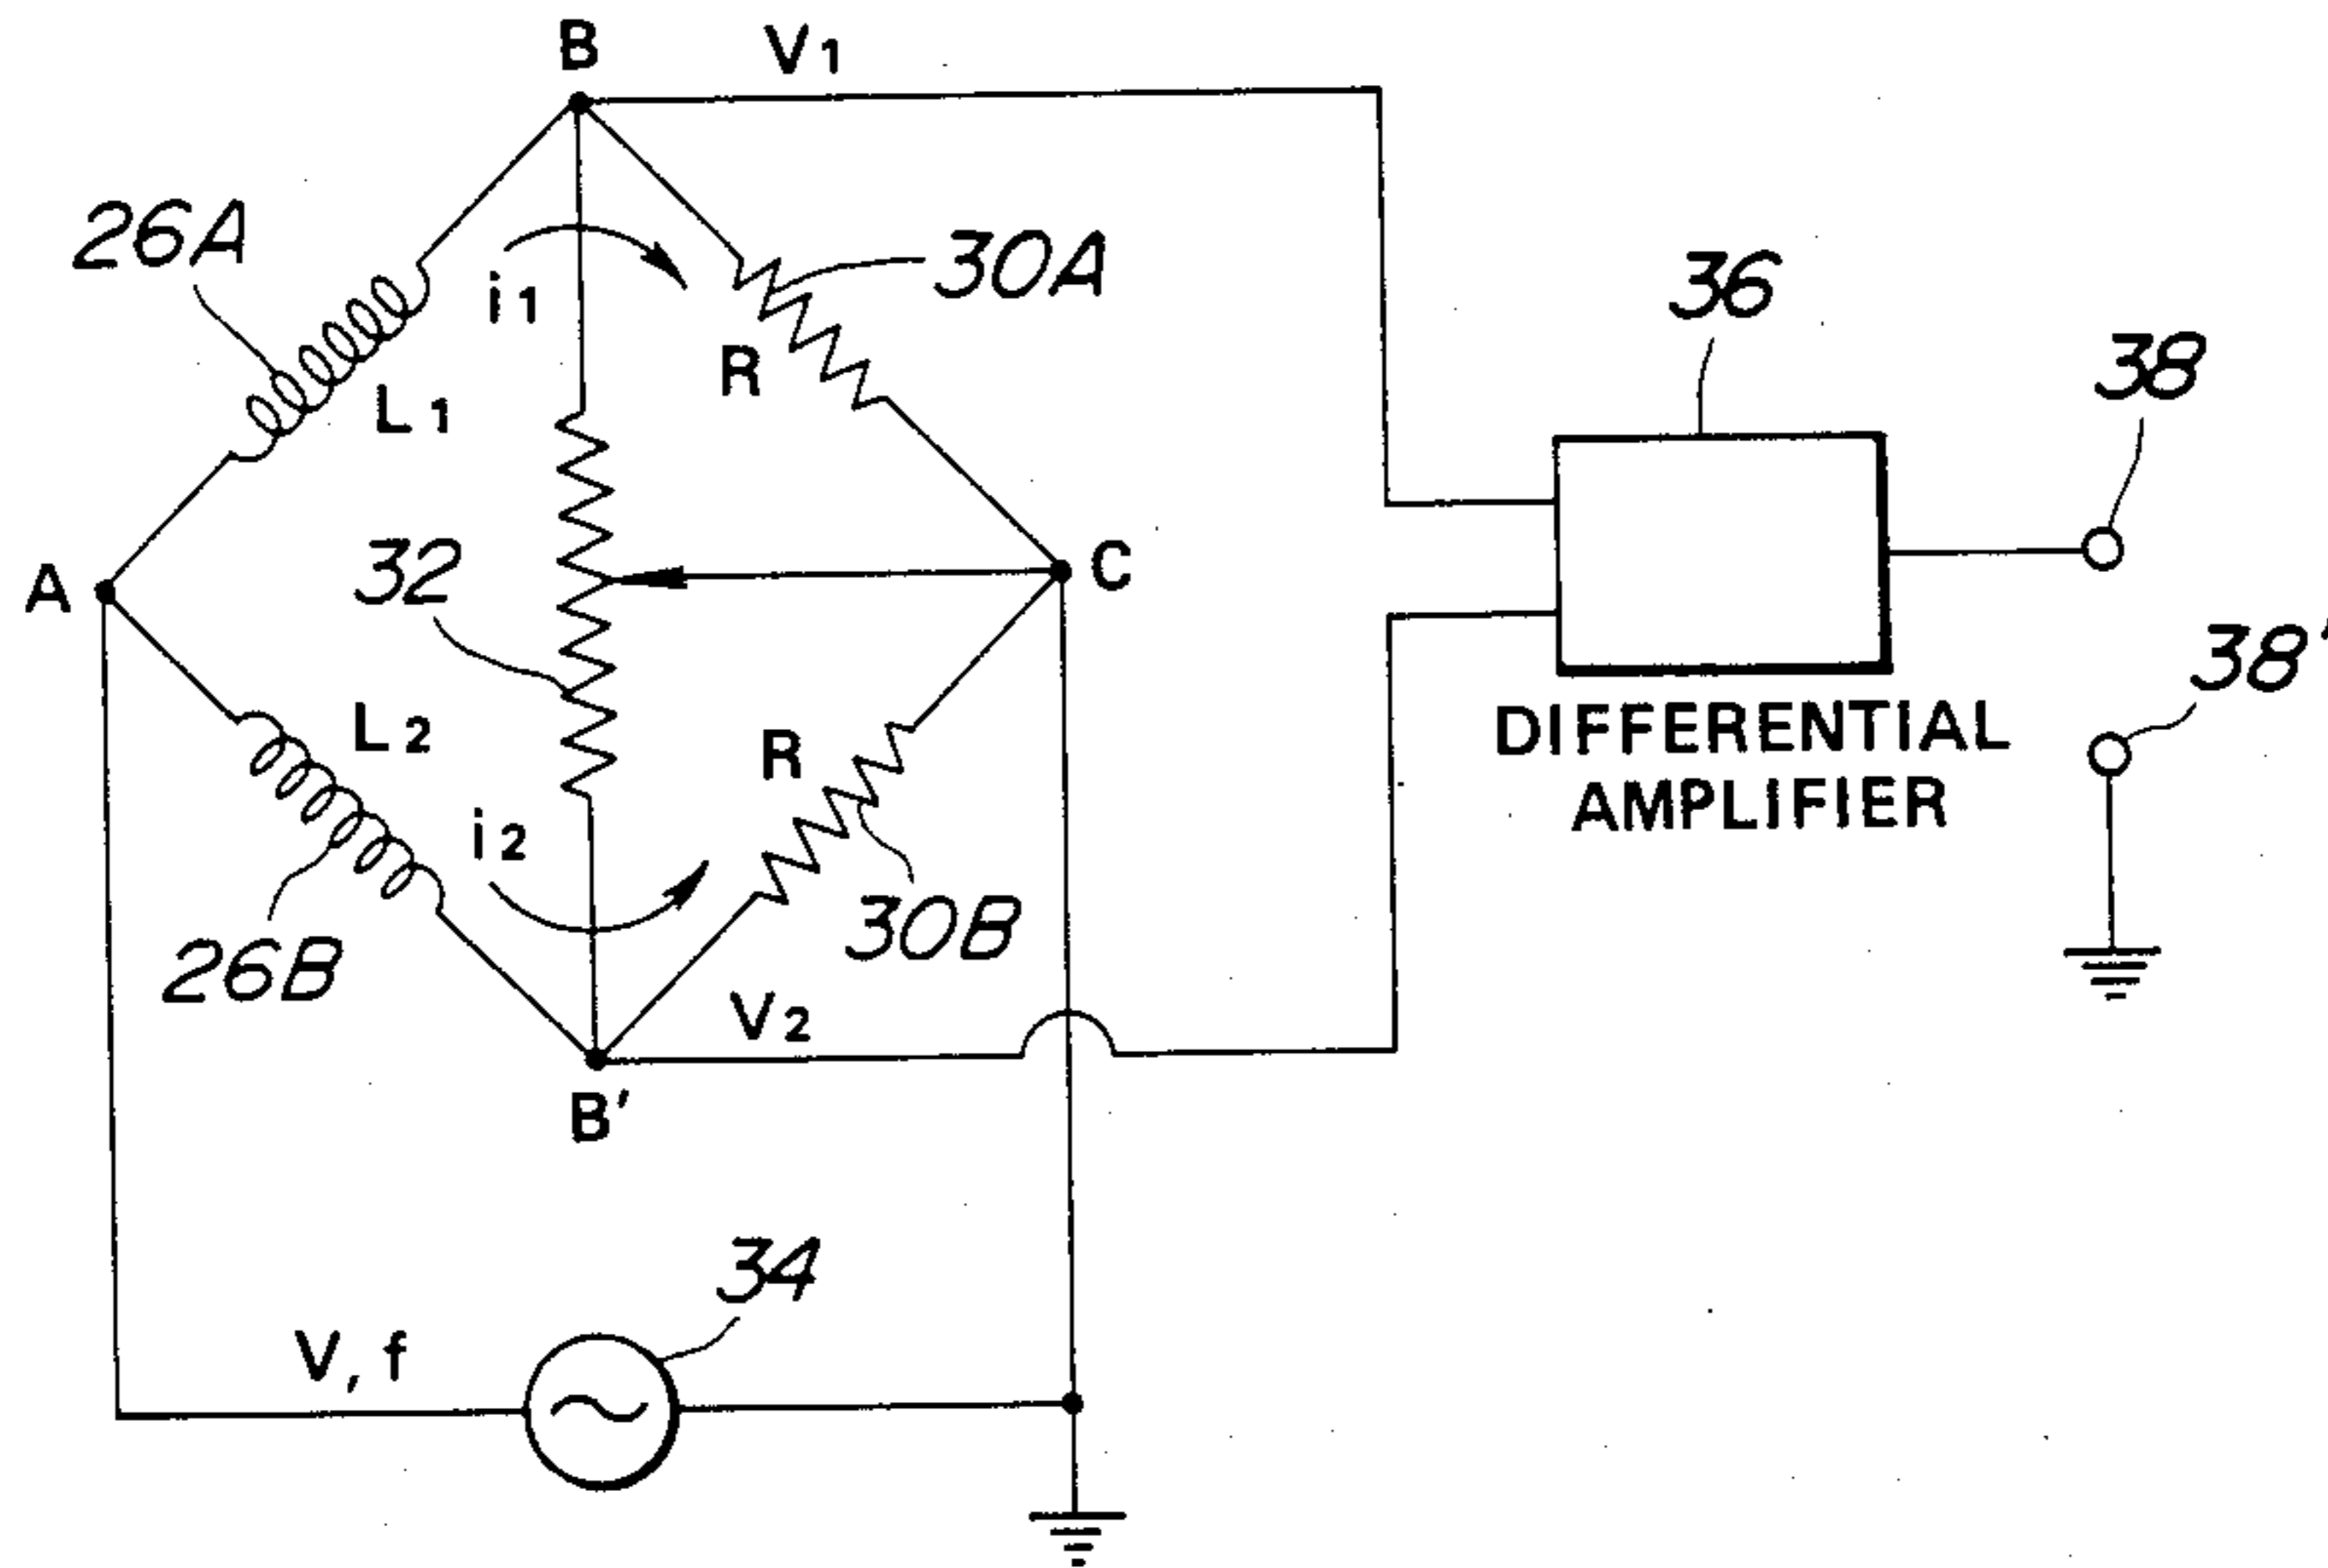 B
V1
26A
i1
30A
R
L1
36
38
A
32
C
38'
L2
R
DIFFERENTIAL
AMPLIFIER
i2
26B
30B
V2
B'
34
V, f